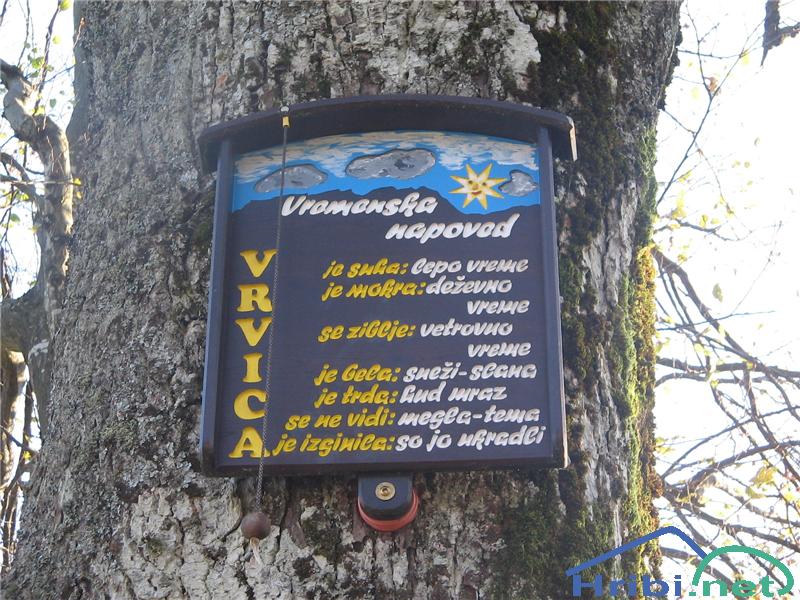 Vremenska
napoved
VRVICA
je suha: lepo vreme
je mokra: deževno
vreme
se ziblje: vetrovno
vreme
je bela: sneži-slana
je trda: hud mraz
se ne vidi: megla-tema
je izginila: so jo ukradli
Hribi.net